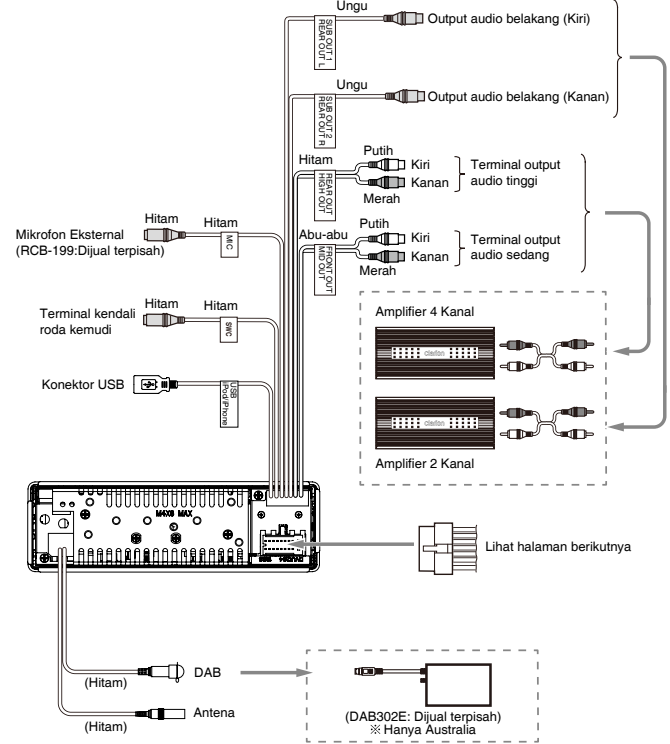 Ungu
SUB OUT 1
REAR OUT L
Output audio belakang (Kiri)
Ungu
SUB OUT 2
REAR OUT R
Output audio belakang (Kanan)
Hitam
REAR OUT
HIGH OUT
Putih
Kiri
Kanan
Merah
Terminal output
audio tinggi
Abu-abu
FRONT OUT
MID OUT
Putih
Kiri
Kanan
Merah
Terminal output
audio sedang
Mikrofon Eksternal
(RCB-199:Dijual terpisah)
Hitam
Hitam
MIC
Terminal kendali
roda kemudi
Hitam
Hitam
SWC
Konektor USB
USB
iPod/iPhone
Amplifier 4 Kanal
clarion
clarion
Amplifier 2 Kanal
M4X8 MAX
Lihat halaman berikutnya
DAB
(Hitam)
Antena
(Hitam)
(DAB302E: Dijual terpisah)
※ Hanya Australia